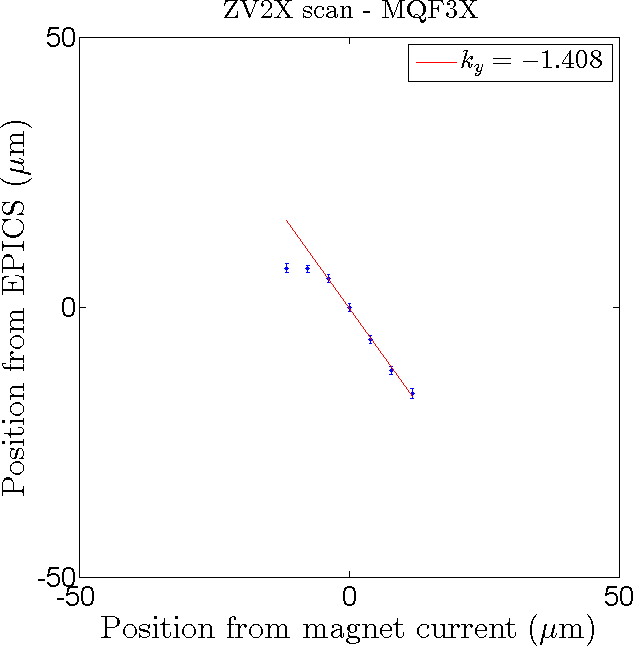 ZV2X scan - MQF3X
50
k_y = −1.408
Position from EPICS (μm)
0
-50
-50
0
50
Position from magnet current (μm)